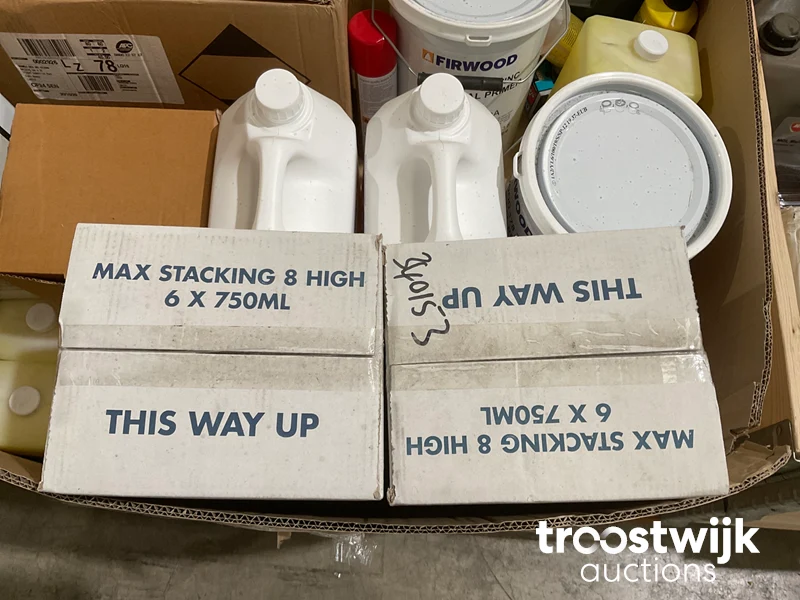 Lz 78
FIRWOOD
MAX STACKING 8 HIGH
6 X 750ML
THIS WAY UP
THIS WAY UP
340153
MAX STACKING 8 HIGH
6 X 750ML
troostwijk
auctions